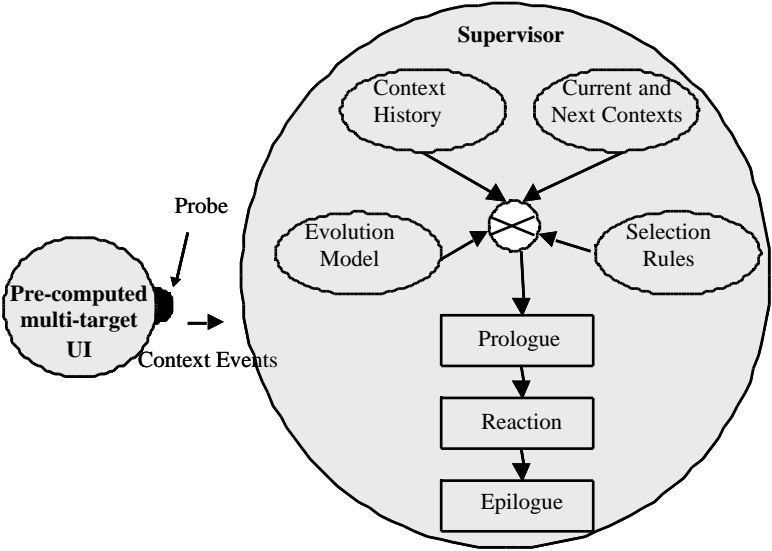 Supervisor
Context
History
Current and
Next Contexts
Probe
Evolution
Model
Selection
Rules
Pre-computed
multi-target
UI
Context Events
Prologue
Reaction
Epilogue